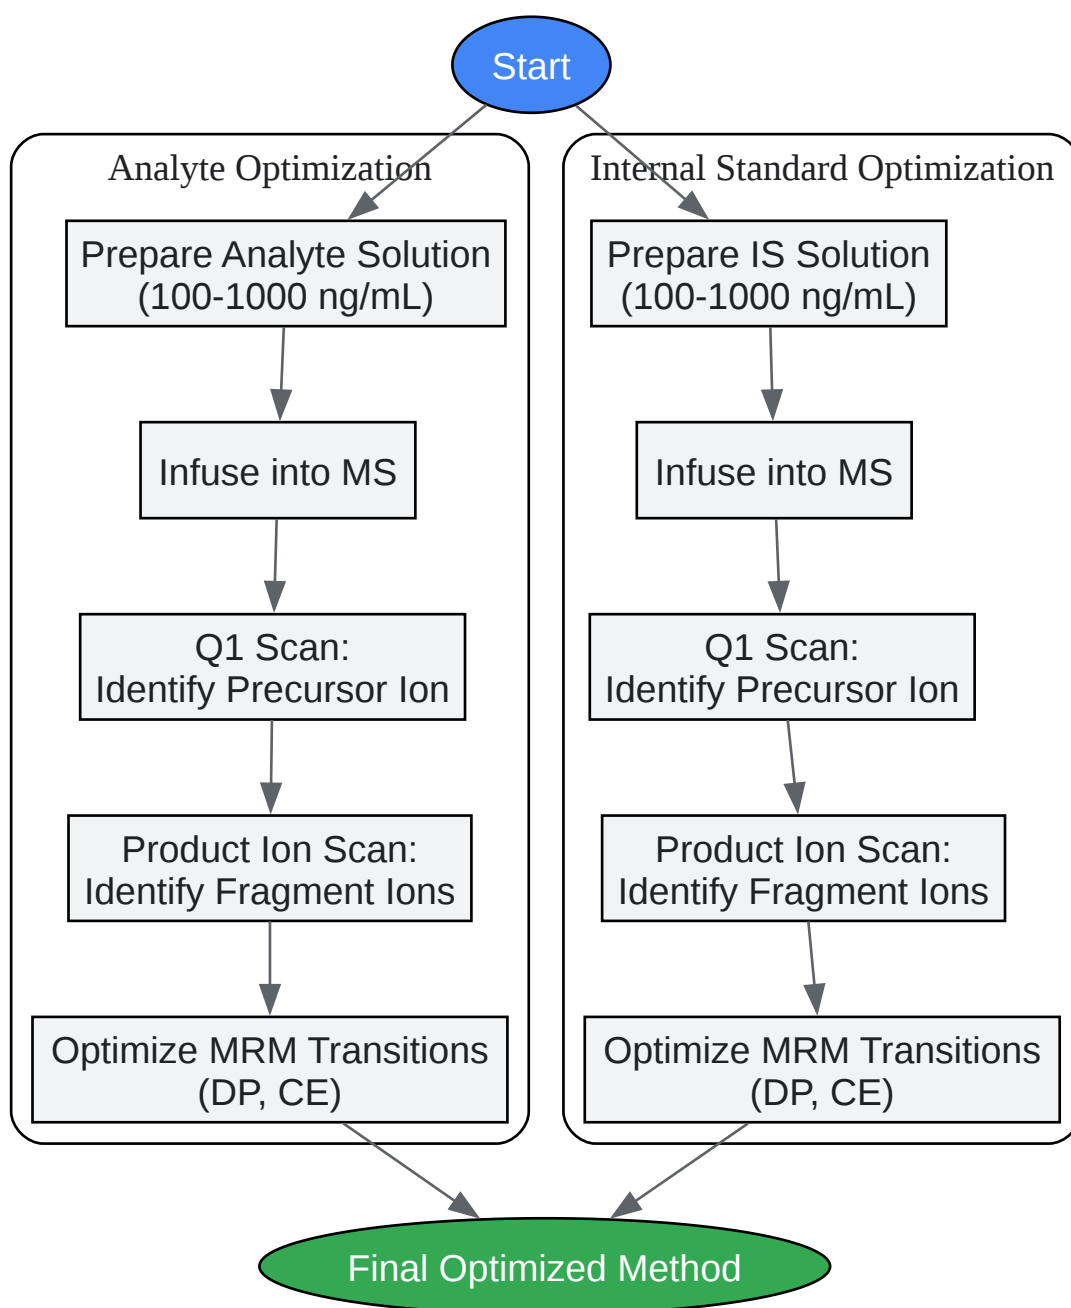 Start
Analyte Optimization
Prepare Analyte Solution
(100-1000 ng/mL)
Infuse into MS
Q1 Scan:
Identify Precursor Ion
Product Ion Scan:
Identify Fragment Ions
Optimize MRM Transitions
(DP, CE)
Internal Standard Optimization
Prepare IS Solution
(100-1000 ng/mL)
Infuse into MS
Q1 Scan:
Identify Precursor Ion
Product Ion Scan:
Identify Fragment Ions
Optimize MRM Transitions
(DP, CE)
Final Optimized Method